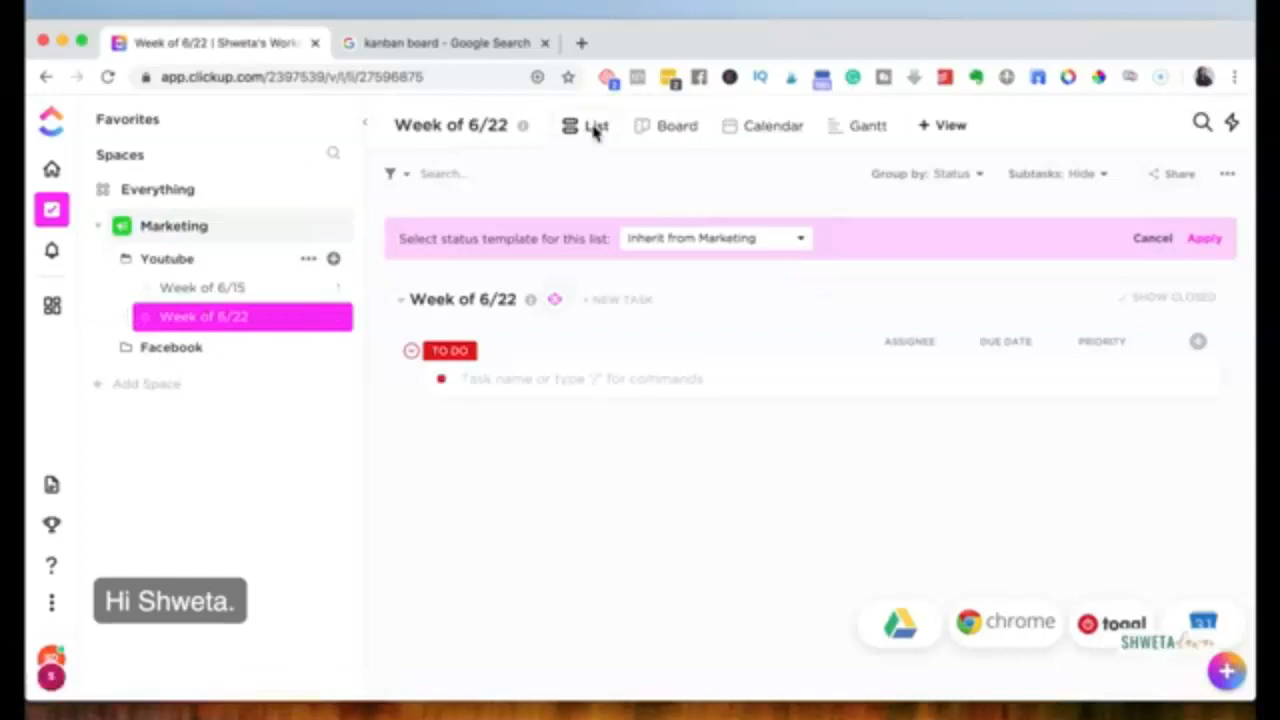 Week of 6/22 | Shweta's Work
kanban board - Google Search
app.clickup.com/2397539/v/l/li/27596875
IQ
Favorites
Week of 6/22
List
Board
Calendar
Gantt
+ View
Spaces
Search...
Group by: Status
Subtasks: Hide
Share
Everything
Marketing
Select status template for this list:
Inherit from Marketing
Cancel
Apply
Youtube
Week of 6/15
1
Week of 6/22
+ NEW TASK
SHOW CLOSED
Week of 6/22
TO DO
ASSIGNEE
DUE DATE
PRIORITY
Facebook
Task name or type '/' for commands
+ Add Space
Hi Shweta.
chrome
toggl
31
SHWETA
S